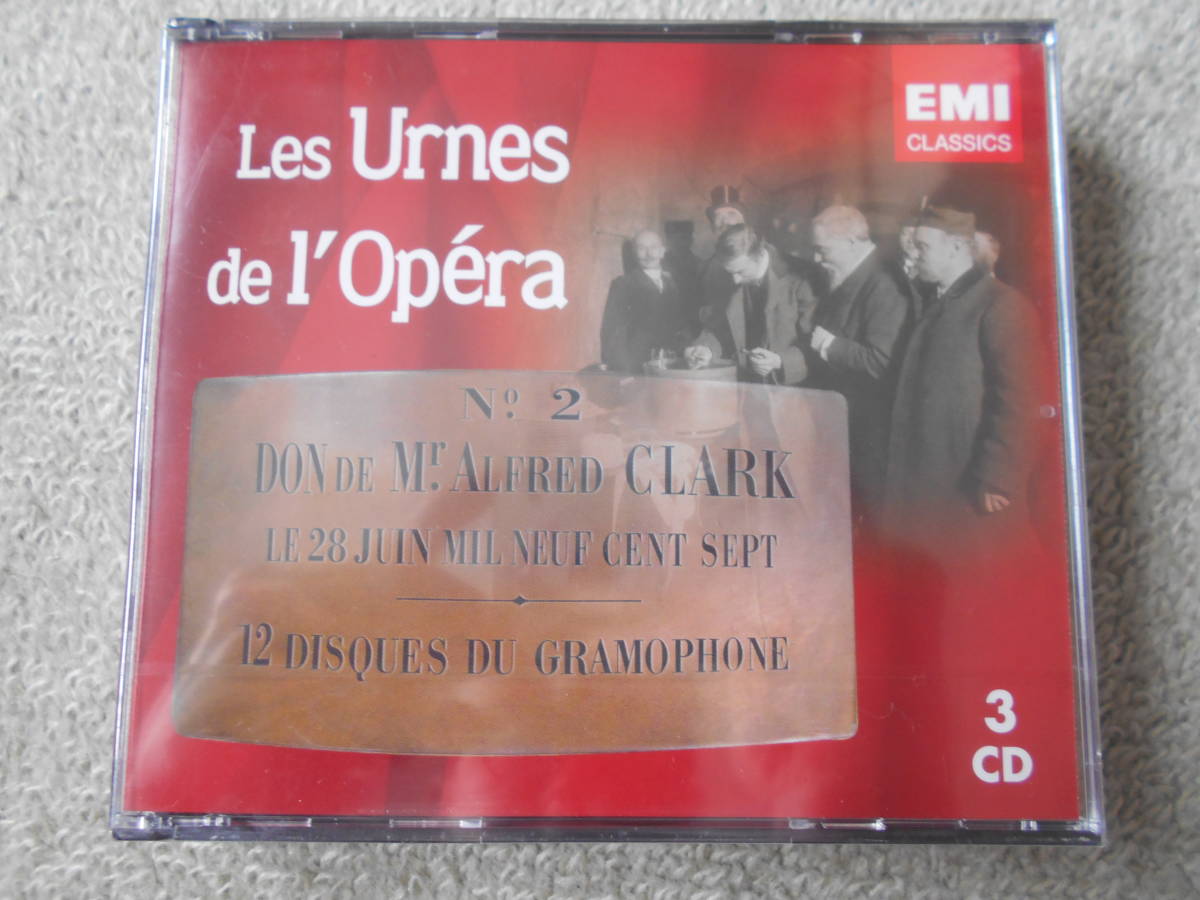 Les Urnes
de l'Opéra
EMI
CLASSICS
No. 2
DON DE Mr. ALFRED CLARK
LE 28 JUIN MIL NEUF CENT SEPT
12 DISQUES DU GRAMOPHONE
3
CD